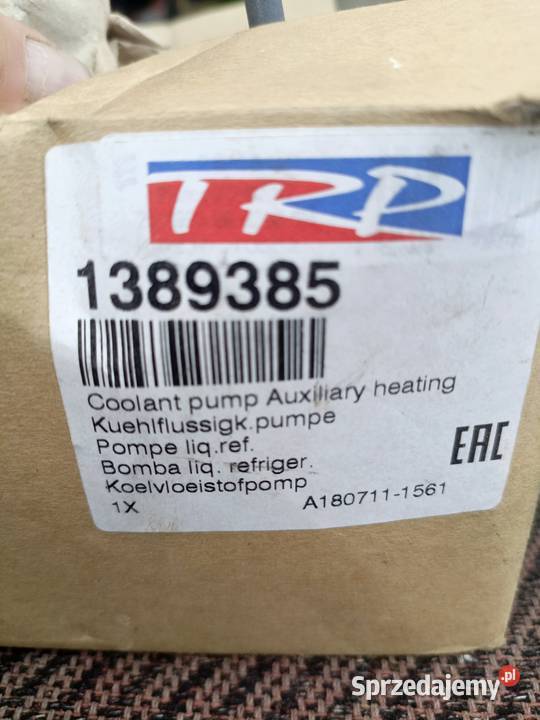 TRP
1389385
Coolant pump Auxiliary heating
Kuehlflussigk.pumpe
Pompe liq.ref.
Bomba liq. refriger.
Koelvloeistofpomp
EAC
1X
A180711-1561
Sprzedajemy.pl